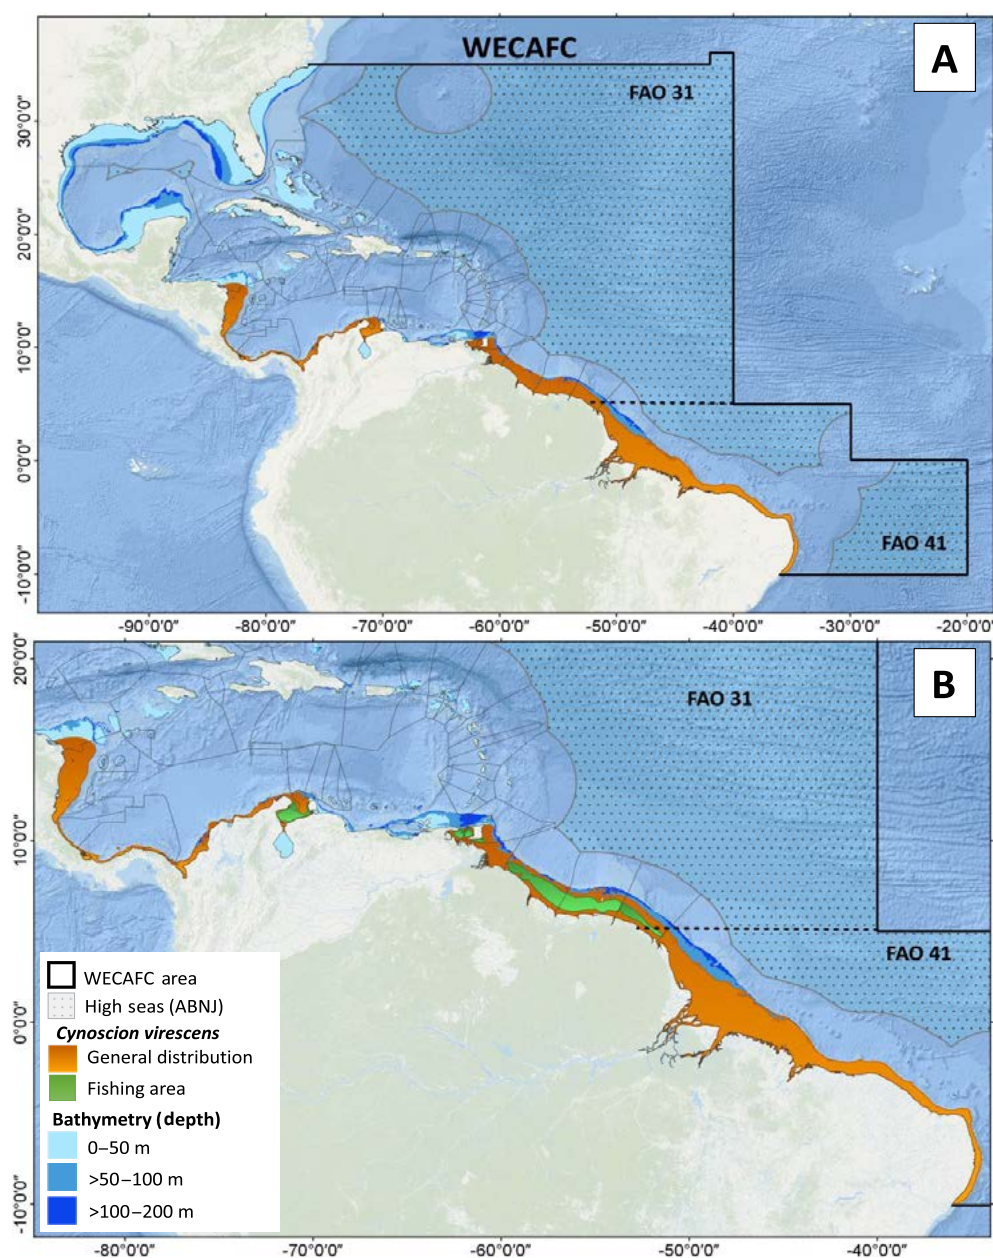 WECAFC
A
FAO 31
30°0'0"
20°0'0"
10°0'0"
0°0'0"
-10°0'0"
FAO 41
-90°0'0"
-80°0'0"
-70°0'0"
-60°0'0"
-50°0'0"
-40°0'0"
-30°0'0"
-20°0'0"
B
FAO 31
20°0'0"
10°0'0"
0°0'0"
-10°0'0"
FAO 41
WECAFC area
High seas (ABNJ)
Cynoscion virescens
General distribution
Fishing area
Bathymetry (depth)
0–50 m
>50–100 m
>100–200 m
-80°0'0"
-70°0'0"
-60°0'0"
-50°0'0"
-40°0'0"